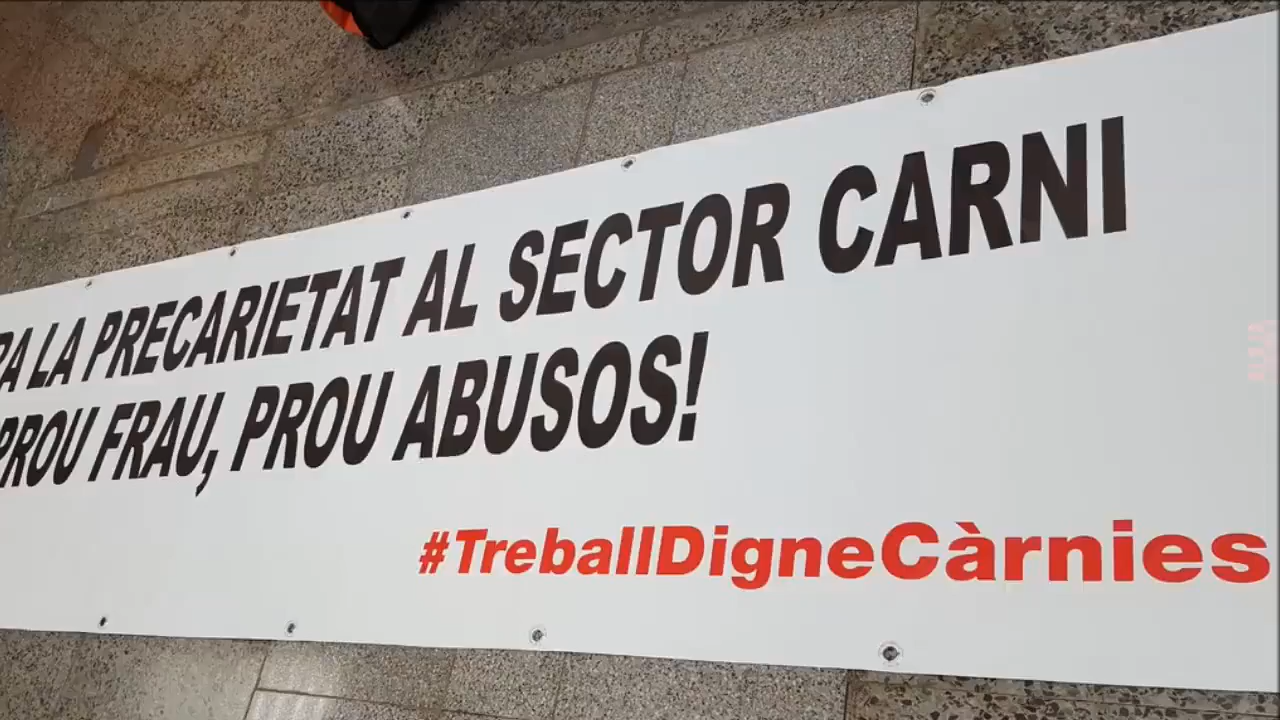 LA PRECARIETAT AL SECTOR CARNI
PROU FRAU, PROU ABUSOS!
#TreballDigneCàrnies